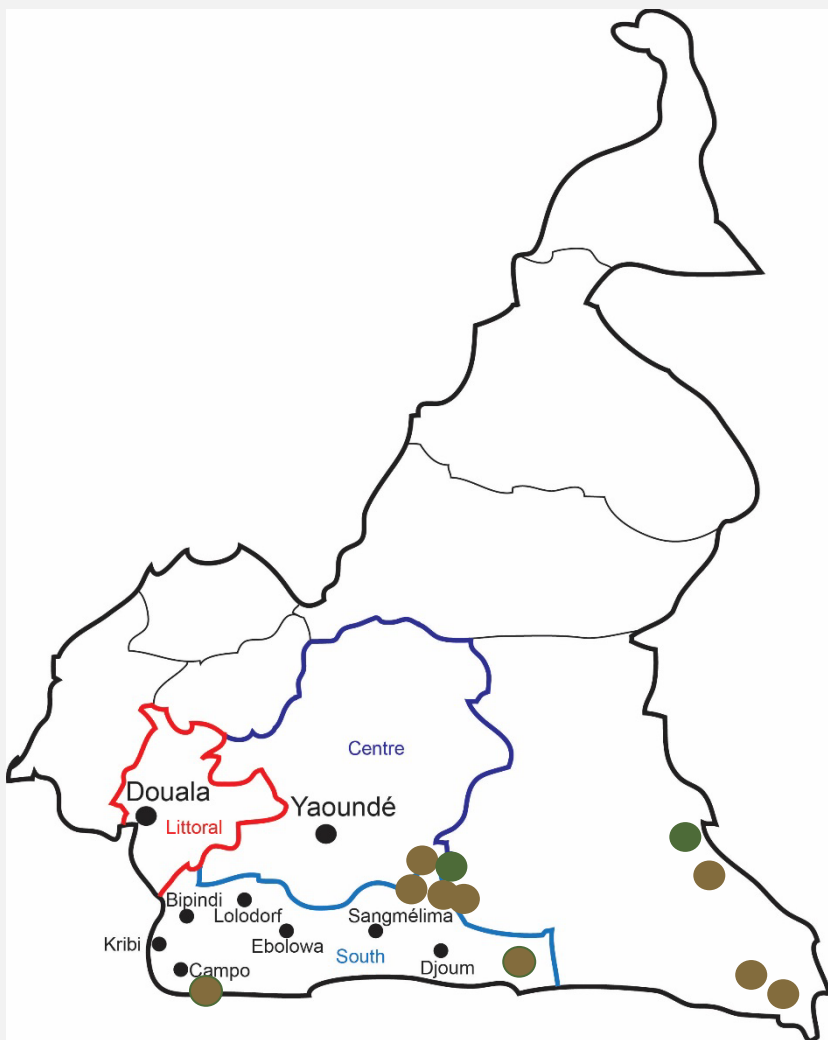 Centre
Douala
Yaoundé
Littoral
Bipindi
Lolodorf
Sangmélima
Kribi
Ebolowa
South
Djoum
Campo